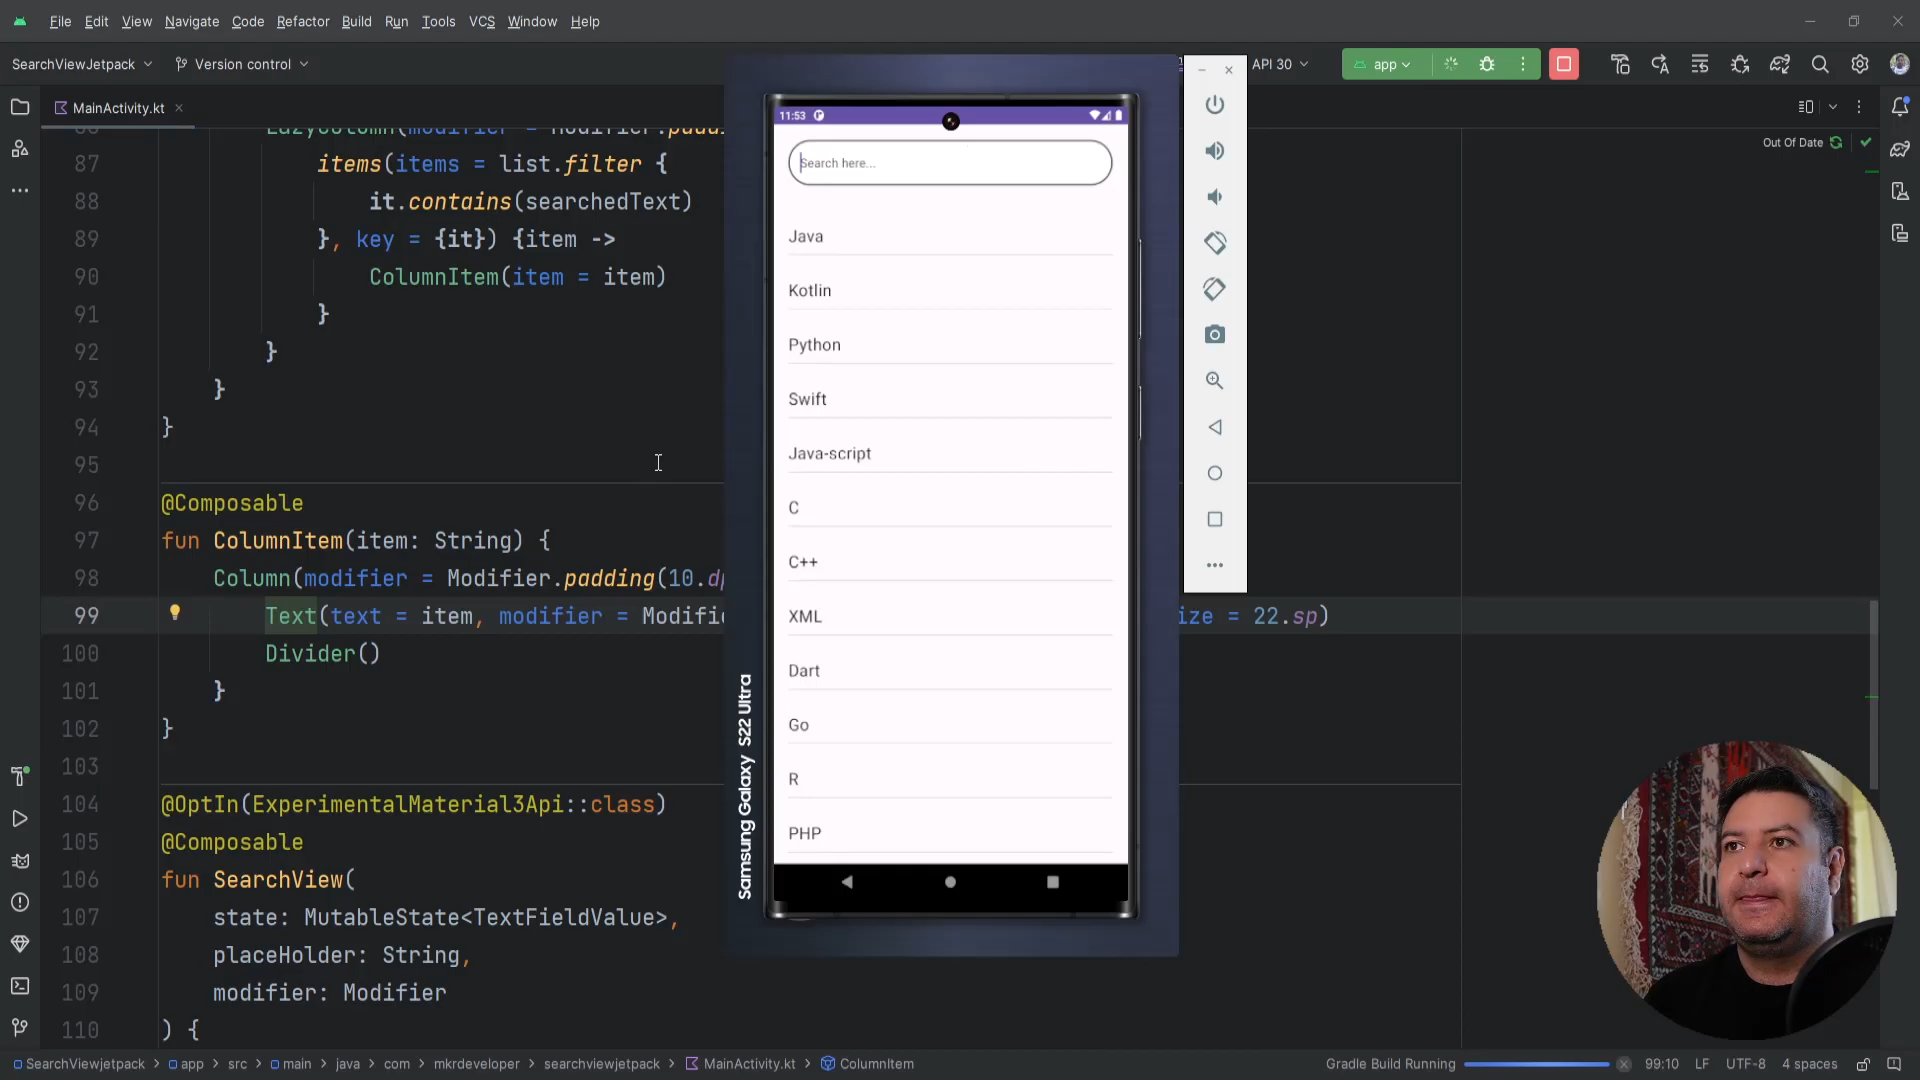 File Edit View Navigate Code Refactor Build Run Tools VCS Window Help
SearchViewJetpack Version control API 30 app
MainActivity.kt
Out Of Date
87 items(items = list.filter {
88 it.contains(searchedText)
89 }, key = {it}) {item ->
90 ColumnItem(item = item)
91 }
92 }
93 }
94 }
95
96 @Composable
97 fun ColumnItem(item: String) {
98 Column(modifier = Modifier.padding(10.dp
99 Text(text = item, modifier = Modifie ize = 22.sp)
100 Divider()
101 }
102 }
103
104 @OptIn(ExperimentalMaterial3Api::class)
105 @Composable
106 fun SearchView(
107 state: MutableState<TextFieldValue>,
108 placeHolder: String,
109 modifier: Modifier
110 ) {
11:53
Search here...
Java
Kotlin
Python
Swift
Java-script
C
C++
XML
Dart
Go
R
PHP
Samsung Galaxy S22 Ultra
SearchViewjetpack > app > src > main > java > com > mkrdeveloper > searchviewjetpack > MainActivity.kt > ColumnItem
Gradle Build Running 99:10 LF UTF-8 4 spaces